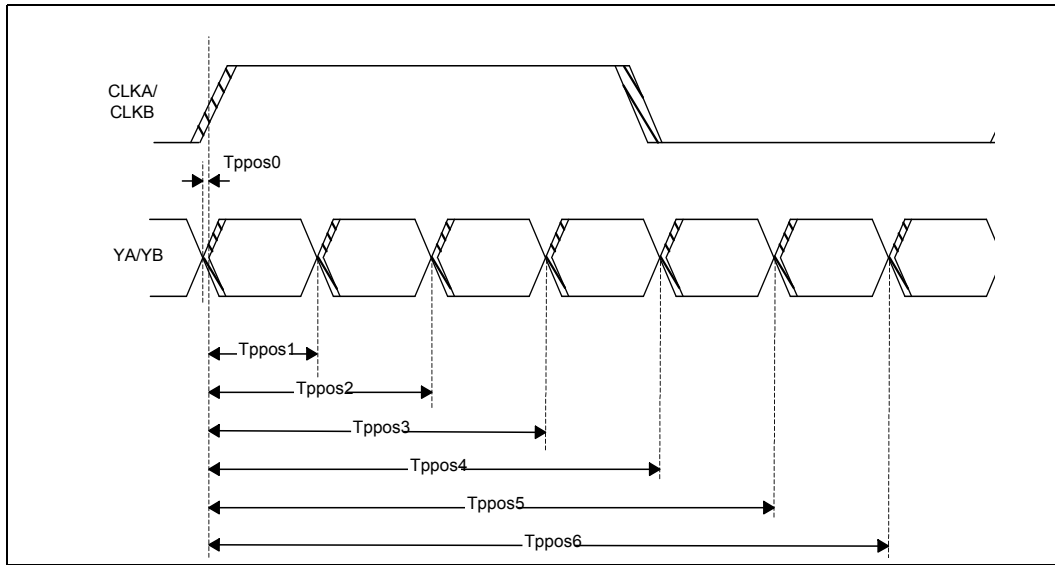 CLKA/
CLKB
Tppos0
YA/YB
Tppos1
Tppos2
Tppos3
Tppos4
Tppos5
Tppos6